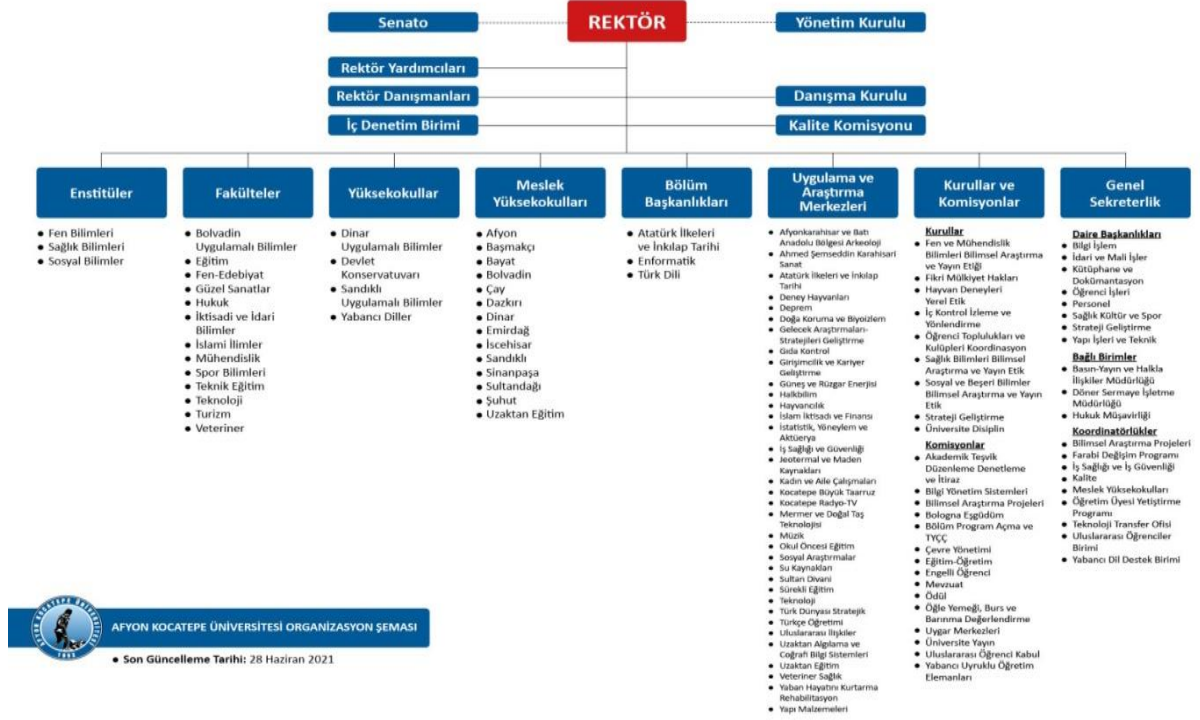 Senato
REKTÖR
Yönetim Kurulu
Rektör Yardımcıları
Rektör Danışmanları
Danışma Kurulu
İç Denetim Birimi
Kalite Komisyonu
Enstitüler
• Fen Bilimleri
• Sağlık Bilimleri
• Sosyal Bilimler
Fakülteler
• Bolvadin
Uygulamalı Bilimler
• Eğitim
• Fen-Edebiyat
• Güzel Sanatlar
• Hukuk
• İktisadi ve İdari
Bilimler
• İslami İlimler
• Mühendislik
• Spor Bilimleri
• Teknik Eğitim
• Teknoloji
• Turizm
• Veteriner
Yüksekokullar
• Dinar
Uygulamalı Bilimler
• Devlet
Konservatuvarı
• Sandıklı
Uygulamalı Bilimler
• Yabancı Diller
Meslek
Yüksekokulları
• Afyon
• Başmakçı
• Bayat
• Bolvadin
• Çay
• Dazkırı
• Dinar
• Emirdağ
• İscehisar
• Sandıklı
• Sinanpaşa
• Sultandağı
• Şuhut
• Uzaktan Eğitim
Bölüm
Başkanlıkları
• Atatürk İlkeleri
ve İnkılap Tarihi
• Enformatik
• Türk Dili
Uygulama ve
Araştırma
Merkezleri
• Afyonkarahisar ve Batı
Anadolu Bölgesi Arkeoloji
• Ahmed Şemseddin Karahisari
Sanat
• Atatürk İlkeleri ve İnkılap
Tarihi
• Deney Hayvanları
• Deprem
• Doğa Koruma ve Biyoizlem
• Gelecek Araştırmaları-
Stratejileri Geliştirme
• Gıda Kontrol
• Girişimcilik ve Kariyer
Geliştirme
• Güneş ve Rüzgar Enerjisi
• Halkbilim
• Hayvancılık
• İslam İktisadı ve Finansı
• İstatistik, Yöneylem ve
Aktüerya
• İş Sağlığı ve Güvenliği
• Jeotermal ve Maden
Kaynakları
• Kadın ve Aile Çalışmaları
• Kocatepe Büyük Taarruz
• Kocatepe Radyo-TV
• Mermer ve Doğal Taş
Teknolojisi
• Müzik
• Okul Öncesi Eğitim
• Sosyal Araştırmalar
• Su Kaynakları
• Sultan Divani
• Sürekli Eğitim
• Teknoloji
• Türk Dünyası Stratejik
• Türkçe Öğretimi
• Uluslararası İlişkiler
• Uzaktan Algılama ve
Coğrafi Bilgi Sistemleri
• Uzaktan Eğitim
• Veteriner Sağlık
• Yaban Hayatını Kurtarma
Rehabilitasyon
• Yapı Malzemeleri
Kurullar ve
Komisyonlar
Kurullar
• Fen ve Mühendislik
Bilimleri Bilimsel Araştırma
ve Yayın Etiği
• Fikri Mülkiyet Hakları
• Hayvan Deneyleri
Yerel Etik
• İç Kontrol İzleme ve
Yönlendirme
• Öğrenci Toplulukları ve
Kulüpleri Koordinasyon
• Sağlık Bilimleri Bilimsel
Araştırma ve Yayın Etik
• Sosyal ve Beşeri Bilimler
Bilimsel Araştırma ve Yayın
Etik
• Strateji Geliştirme
• Üniversite Disiplin
Komisyonlar
• Akademik Teşvik
Düzenleme Denetleme
ve İtiraz
• Bilgi Yönetim Sistemleri
• Bilimsel Araştırma Projeleri
• Bologna Eşgüdüm
• Bölüm Program Açma ve
TYÇÇ
• Çevre Yönetimi
• Eğitim-Öğretim
• Engelli Öğrenci
• Mevzuat
• Ödül
• Öğle Yemeği, Burs ve
Barınma Değerlendirme
• Uygar Merkezleri
• Üniversite Yayın
• Uluslararası Öğrenci Kabul
• Yabancı Uyruklu Öğretim
Elemanları
Genel
Sekreterlik
Daire Başkanlıkları
• Bilgi İşlem
• İdari ve Mali İşler
• Kütüphane ve
Dokümantasyon
• Öğrenci İşleri
• Personel
• Sağlık Kültür ve Spor
• Strateji Geliştirme
• Yapı İşleri ve Teknik
Bağlı Birimler
• Basın-Yayın ve Halkla
İlişkiler Müdürlüğü
• Döner Sermaye İşletme
Müdürlüğü
• Hukuk Müşavirliği
Koordinatörlükler
• Bilimsel Araştırma Projeleri
• Farabi Değişim Programı
• İş Sağlığı ve İş Güvenliği
• Kalite
• Meslek Yüksekokulları
• Öğretim Üyesi Yetiştirme
Programı
• Teknoloji Transfer Ofisi
• Uluslararası Öğrenciler
Birimi
• Yabancı Dil Destek Birimi
AFYON KOCATEPE ÜNİVERSİTESİ
1992
AFYON KOCATEPE ÜNİVERSİTESİ ORGANİZASYON ŞEMASI
• Son Güncelleme Tarihi: 28 Haziran 2021